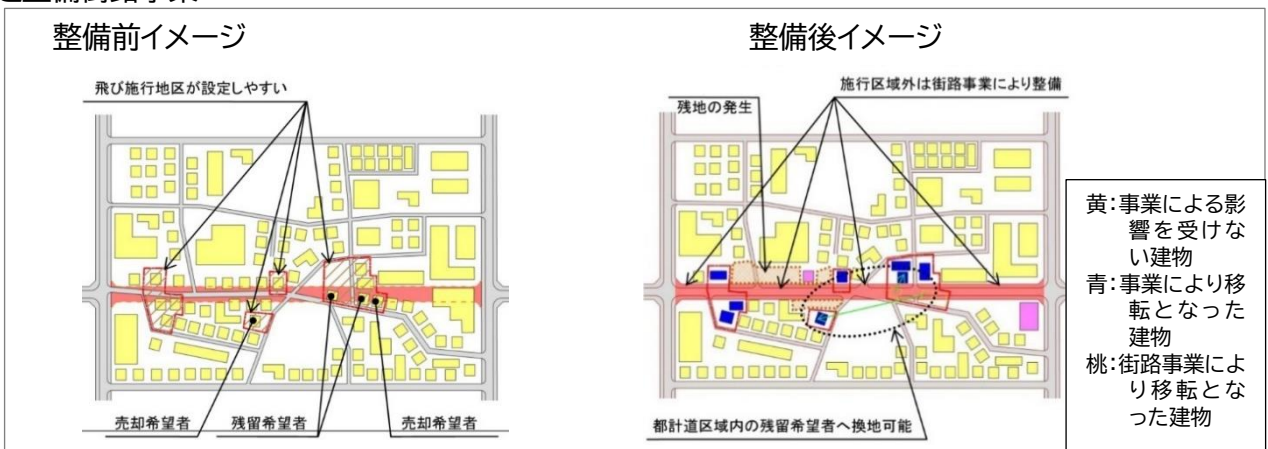 整備前イメージ
整備後イメージ
飛び施行地区が設定しやすい
売却希望者
残留希望者
売却希望者
施行区域外は街路事業により整備
残地の発生
都計道区域内の残留希望者へ換地可能
黄:事業による影
響を受けな
い建物
青:事業により移
転となった
建物
桃:街路事業によ
り移転とな
った建物